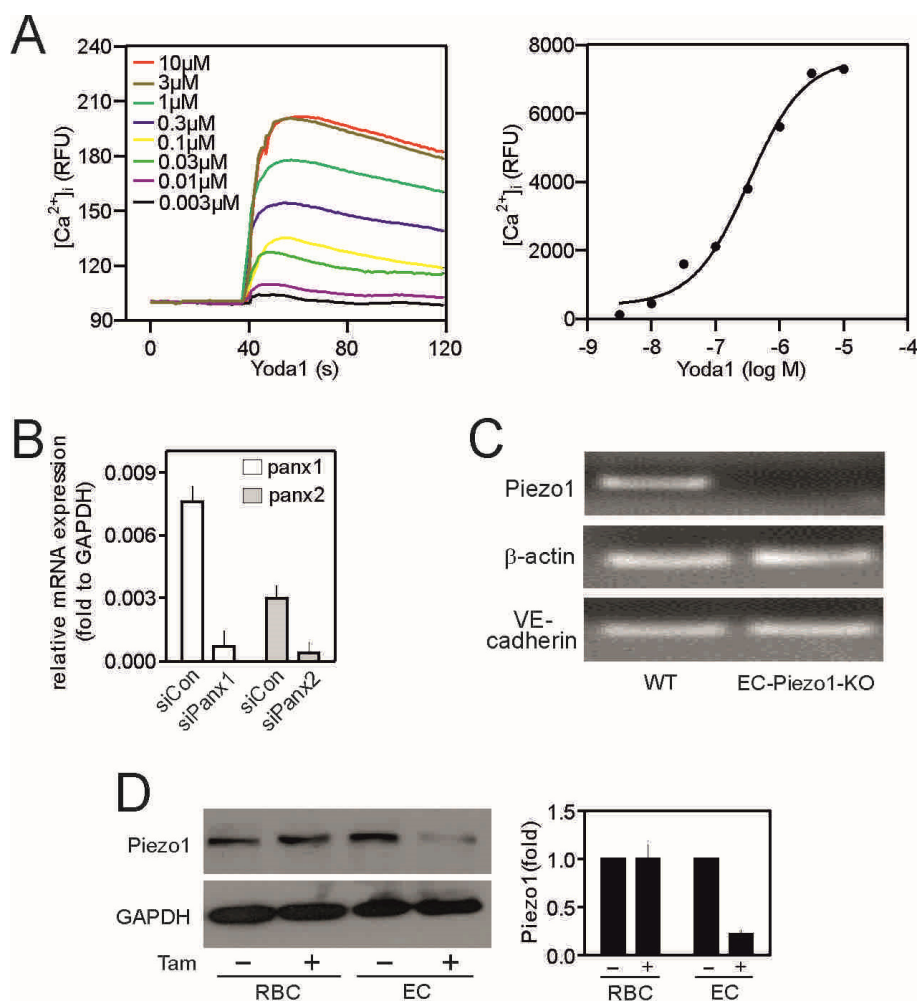 A
240
210
180
150
120
90
[Ca²⁺]ᵢ (RFU)
10µM
3µM
1µM
0.3µM
0.1µM
0.03µM
0.01µM
0.003µM
0 40 80 120
Yoda1 (s)
8000
6000
4000
2000
0
[Ca²⁺]ᵢ (RFU)
-9 -8 -7 -6 -5 -4
Yoda1 (log M)
B
relative mRNA expression
(fold to GAPDH)
0.009
0.006
0.003
0.000
panx1
panx2
siCon
siPanx1
siCon
siPanx2
C
Piezo1
β-actin
VE-
cadherin
WT EC-Piezo1-KO
D
Piezo1
GAPDH
Tam − + − +
RBC EC
Piezo1(fold)
1.5
1.0
0.5
0.0
− + − +
RBC EC